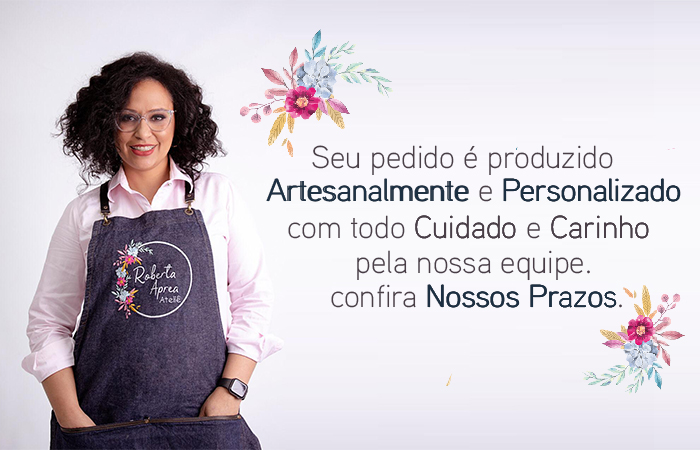 Seu pedido é produzido
Artesanalmente e Personalizado
com todo Cuidado e Carinho
pela nossa equipe.
confira Nossos Prazos.
Roberta
Aprea
Ateliê